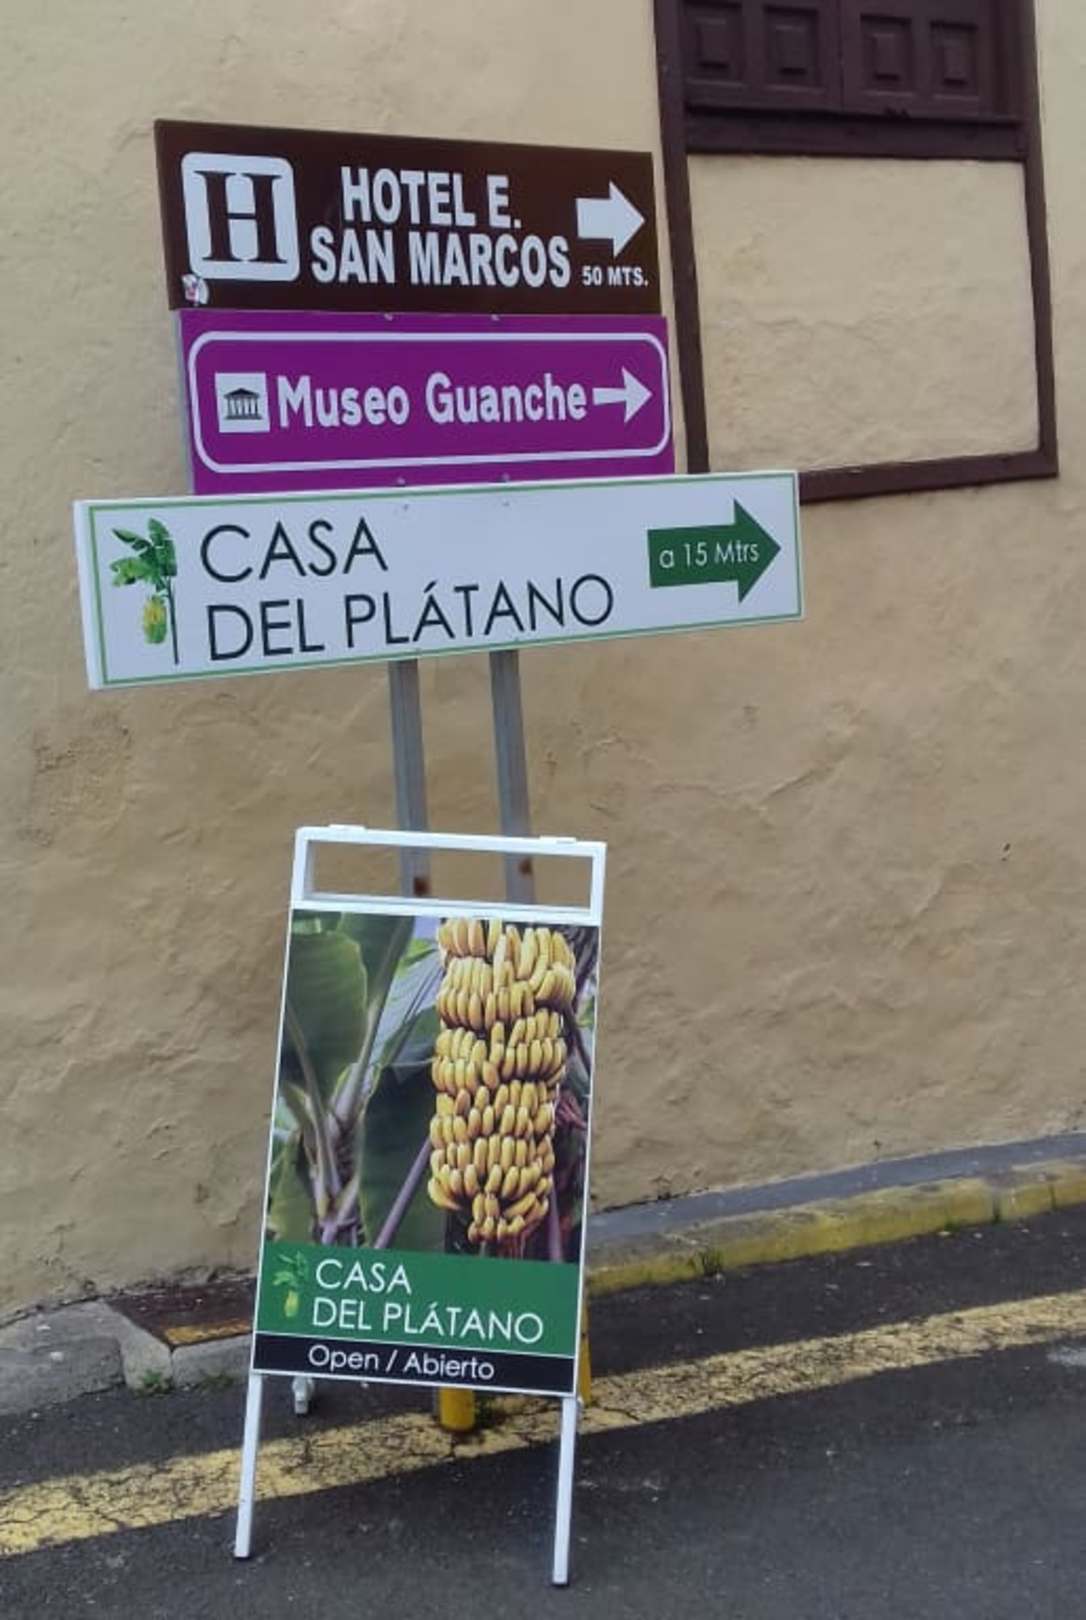 H
HOTEL E.
SAN MARCOS
50 MTS.
Museo Guanche
CASA
DEL PLÁTANO
a 15 Mtrs
CASA
DEL PLÁTANO
Open / Abierto